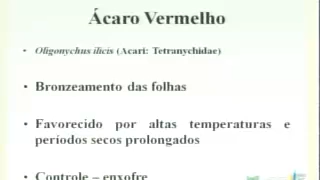 Ácaro Vermelho
• Oligonychus ilicis (Acari: Tetranychidae)
• Bronzeamento das folhas
• Favorecido por altas temperaturas e
períodos secos prolongados
• Controle – enxofre